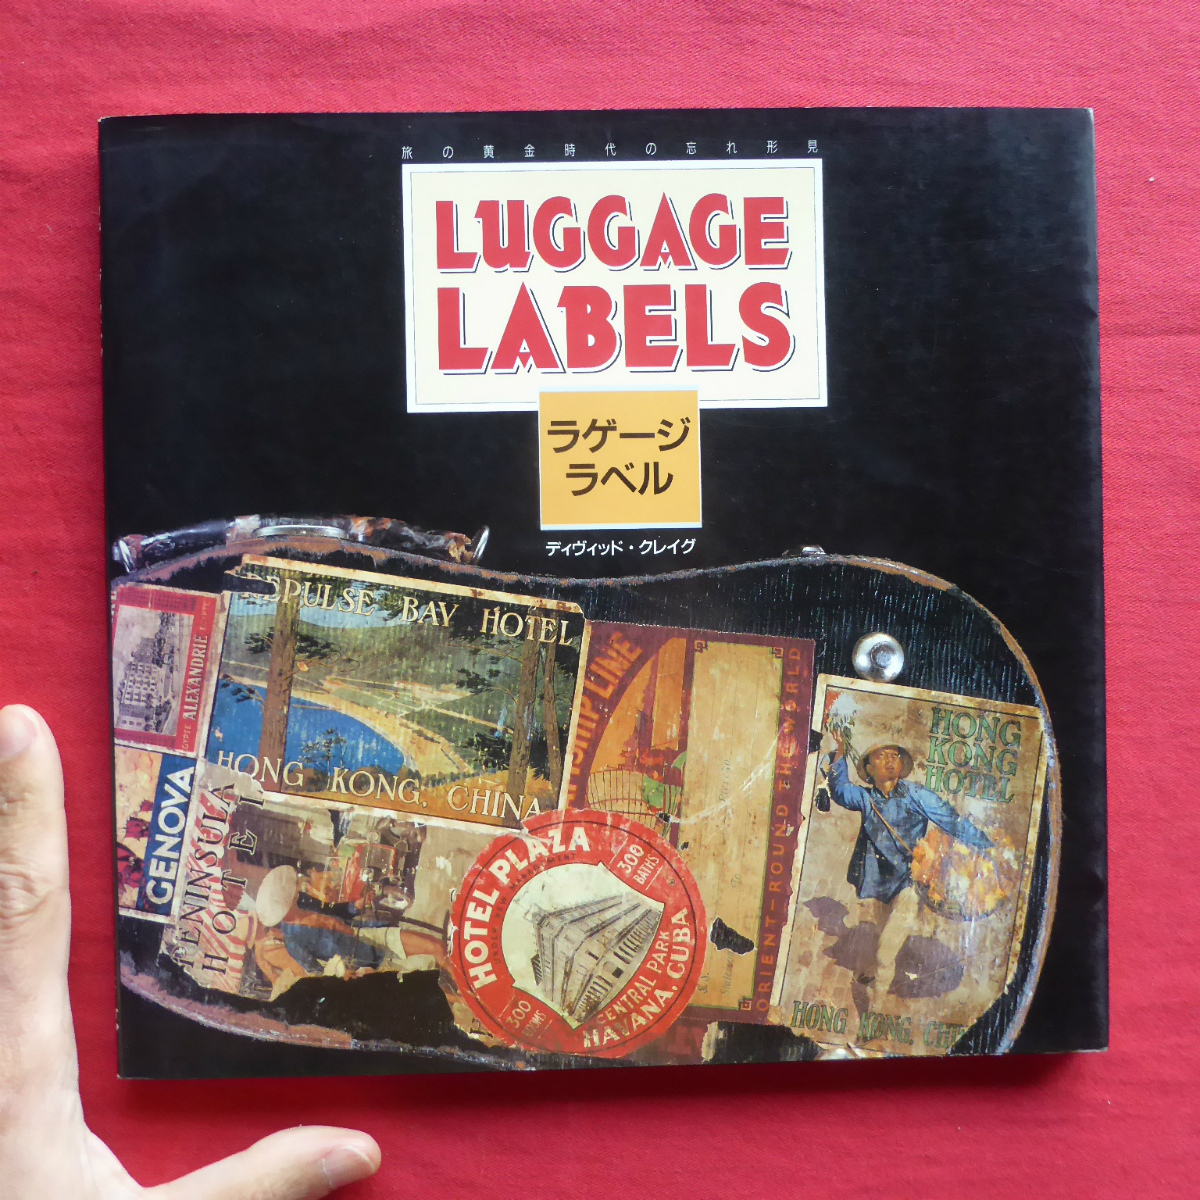 旅の黄金時代の忘れ形見
LUGGAGE
LABELS
ラゲージ
ラベル
ディヴィッド・クレイグ
REPULSE BAY HOTEL
HONG KONG, CHINA
ALEXANDRIE
GENOVA
PENINSULA
HOTEL
HOTEL PLAZA
300
BATHS
300
ROOMS
CENTRAL PARK
HAVANA, CUBA
SHIP LINE
ORIENT-ROUND THE WORLD
HONG
KONG
HOTEL
HONG KONG, CHI